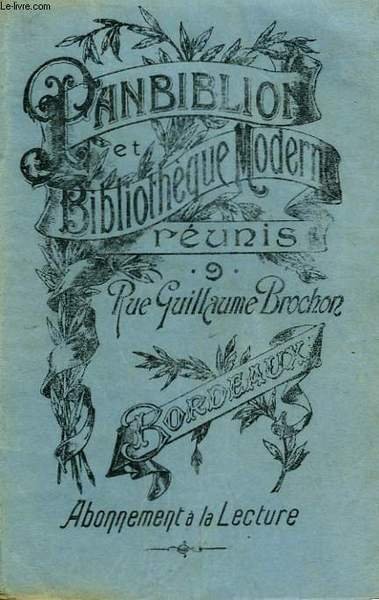 Le-livre.com
PANBIBLION
et
Bibliothèque Modern
réunis
9
Rue Guillaume Brochon
BORDEAUX
Abonnement à la Lecture